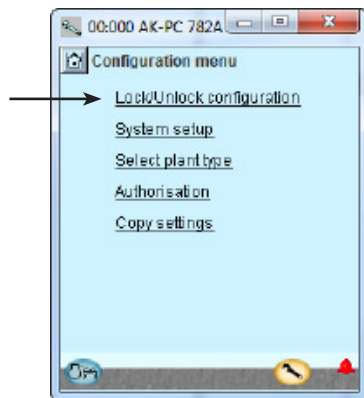 00:000 AK-PC 782A
Configuration menu
Lock/Unlock configuration
System setup
Select plant type
Authorisation
Copy settings